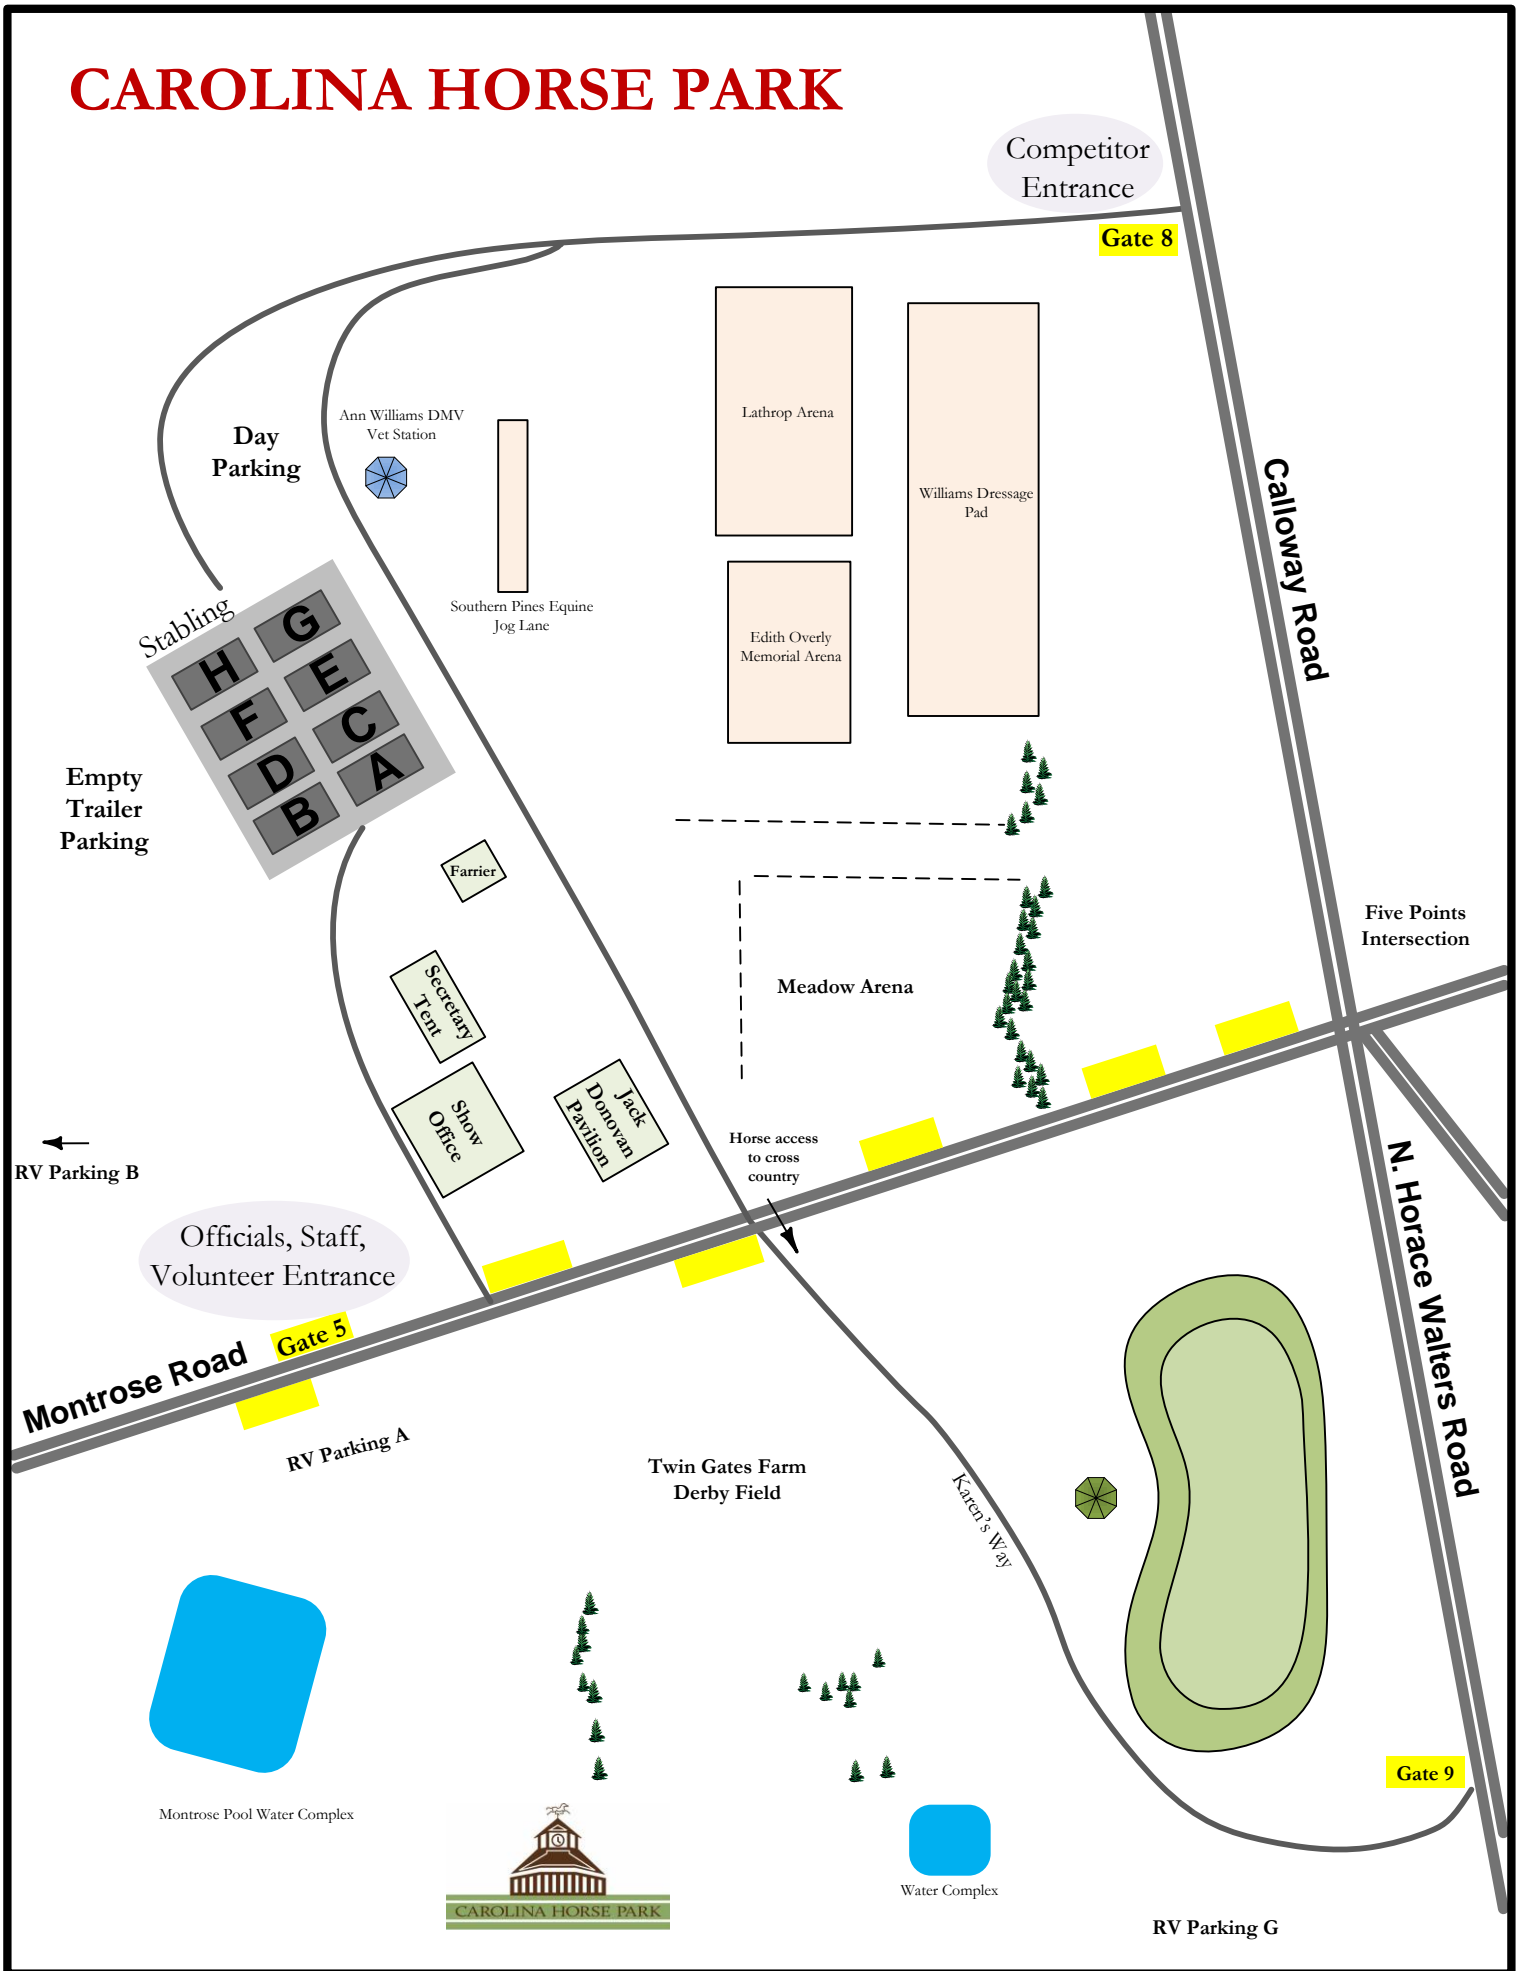 CAROLINA HORSE PARK
Competitor
Entrance
Gate 8
Ann Williams DMV
Vet Station
Day
Parking
Lathrop Arena
Williams Dressage
Pad
Calloway Road
Southern Pines Equine
Jog Lane
Edith Overly
Memorial Arena
Stabling
G
H
E
F
C
D
A
B
Empty
Trailer
Parking
Farrier
Five Points
Intersection
Secretary
Tent
Meadow Arena
Show
Office
Jack
Donovan
Pavilion
Horse access
to cross
country
RV Parking B
N. Horace Walters Road
Officials, Staff,
Volunteer Entrance
Gate 5
Montrose Road
RV Parking A
Twin Gates Farm
Derby Field
Karen's Way
Gate 9
Montrose Pool Water Complex
CAROLINA HORSE PARK
Water Complex
RV Parking G